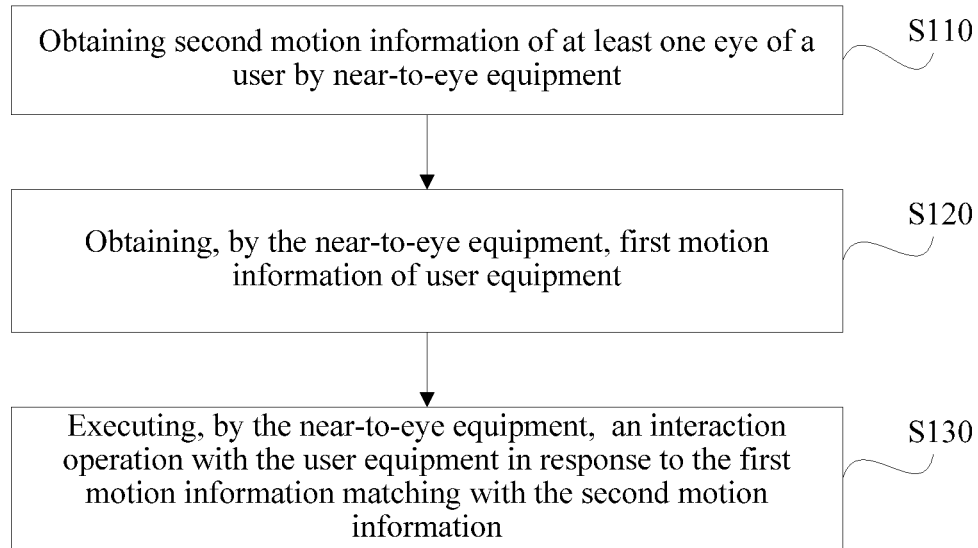 Obtaining second motion information of at least one eye of a
user by near-to-eye equipment
S110
Obtaining, by the near-to-eye equipment, first motion
information of user equipment
S120
Executing, by the near-to-eye equipment, an interaction
operation with the user equipment in response to the first
motion information matching with the second motion
information
S130